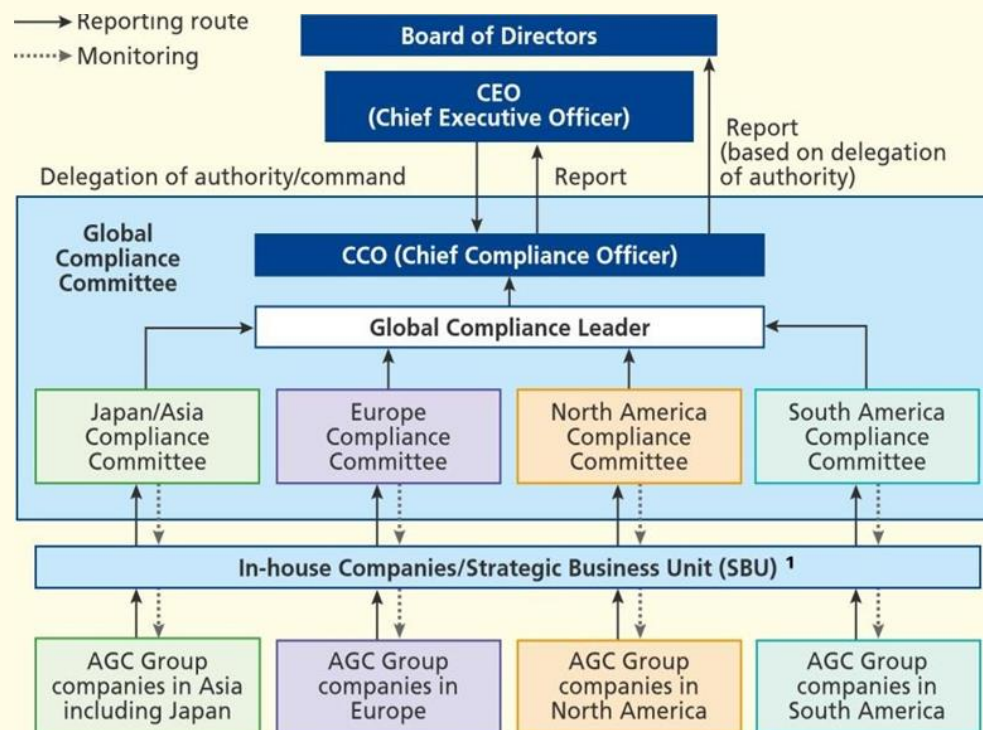 Reporting route
Monitoring
Board of Directors
CEO
(Chief Executive Officer)
Report
(based on delegation
of authority)
Delegation of authority/command
Report
Global
Compliance
Committee
CCO (Chief Compliance Officer)
Global Compliance Leader
Japan/Asia
Compliance
Committee
Europe
Compliance
Committee
North America
Compliance
Committee
South America
Compliance
Committee
In-house Companies/Strategic Business Unit (SBU) 1
AGC Group
companies in Asia
including Japan
AGC Group
companies in
Europe
AGC Group
companies in
North America
AGC Group
companies in
South America